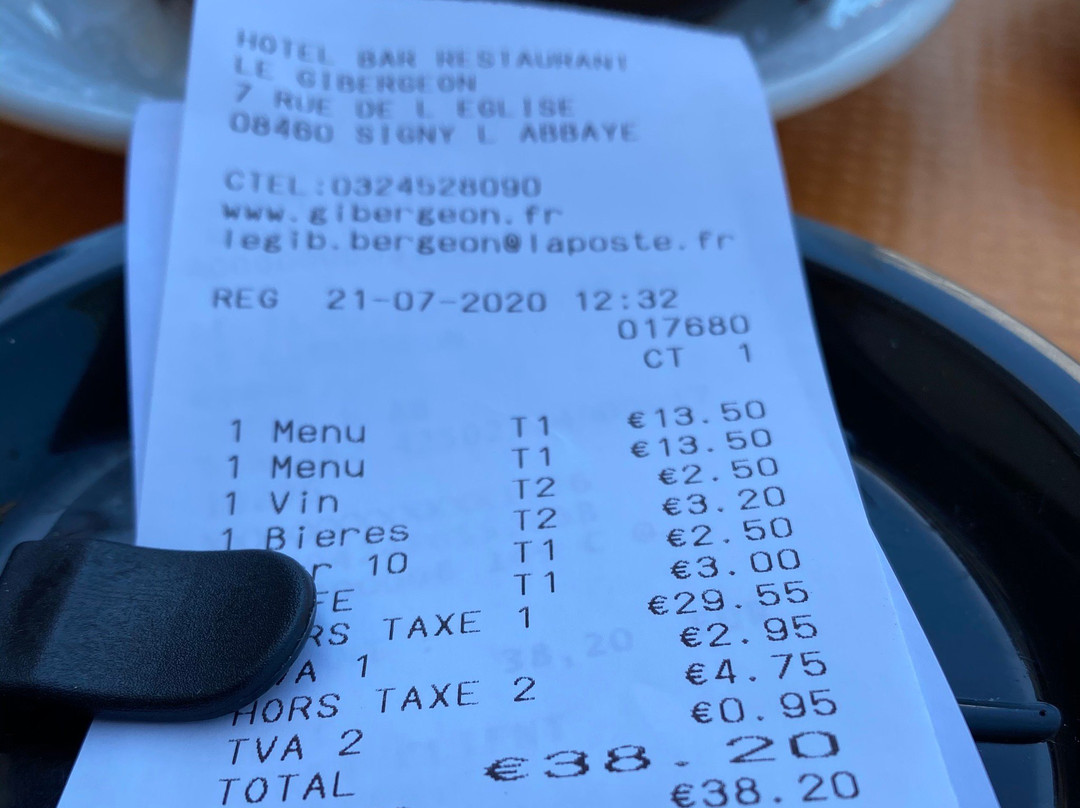 HOTEL BAR RESTAURANT
LE GIBERGEON
7 RUE DE L EGLISE
08460 SIGNY L ABBAYE
CTEL:0324528090
www.gibergeon.fr
legib.bergeon@laposte.fr
REG 21-07-2020 12:32
017680
CT 1
1 Menu T1 €13.50
1 Menu T1 €13.50
1 Vin T2 €2.50
1 Bieres T2 €3.20
10 T1 €2.50
T1 €3.00
TAXE 1 €29.55
1 €2.95
HORS TAXE 2 €4.75
TVA 2 €0.95
TOTAL €38.20
€38.20